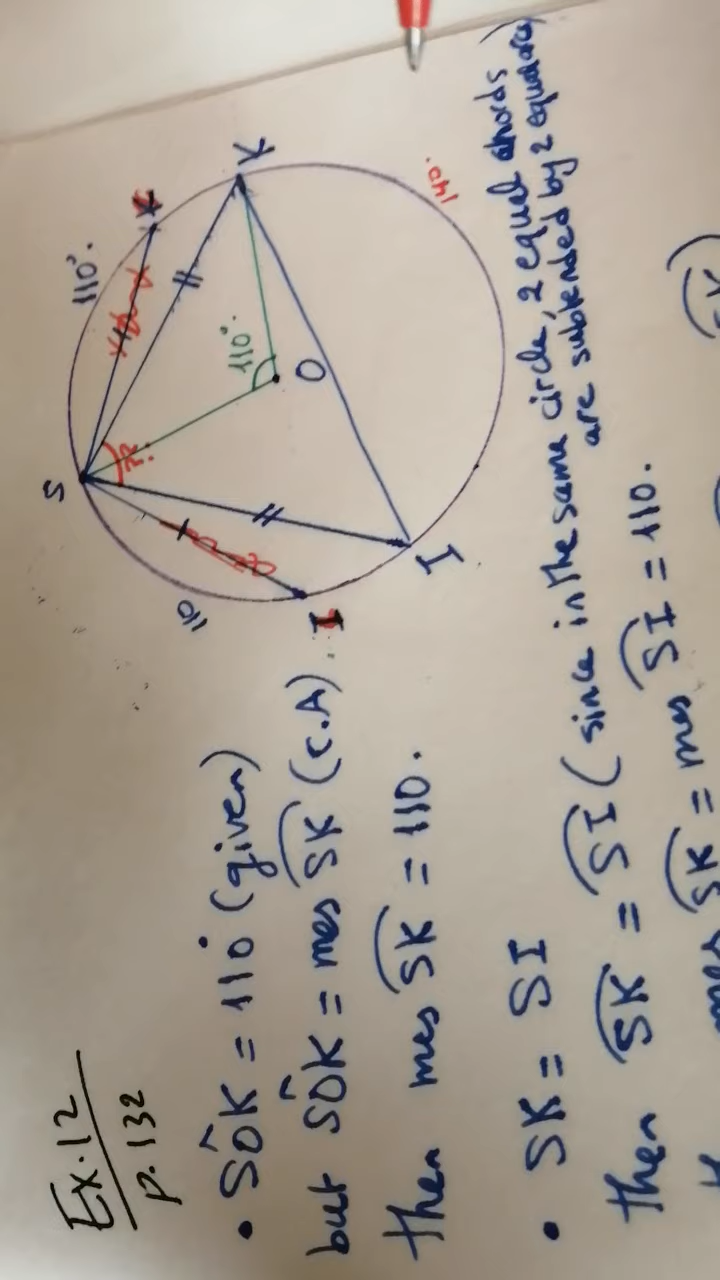 Ex.12
p.132
• SÔK = 110° (given)
but SÔK = mes SK (C.A).
then mes SK = 110°.
• SK = SI
then SK = SI (since in the same circle, 2 equal chords
are subtended by 2 equal arcs)
SK = mes SI = 110°.
K
110°.
140°.
110°.
O
S
I
110
I